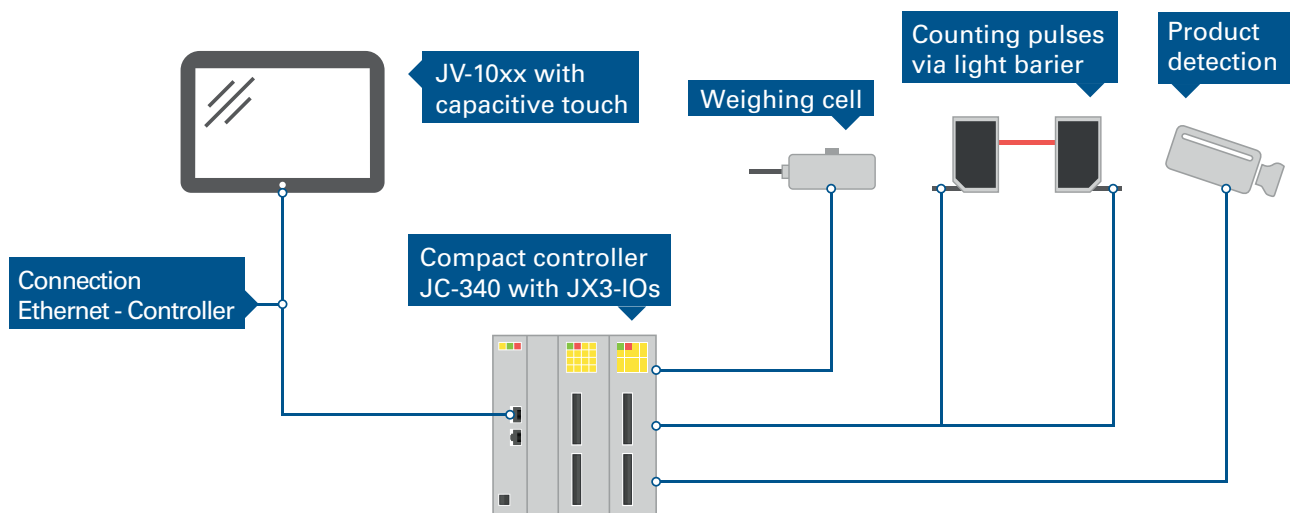 JV-10xx with
capacitive touch
Weighing cell
Counting pulses
via light barier
Product
detection
Connection
Ethernet - Controller
Compact controller
JC-340 with JX3-IOs